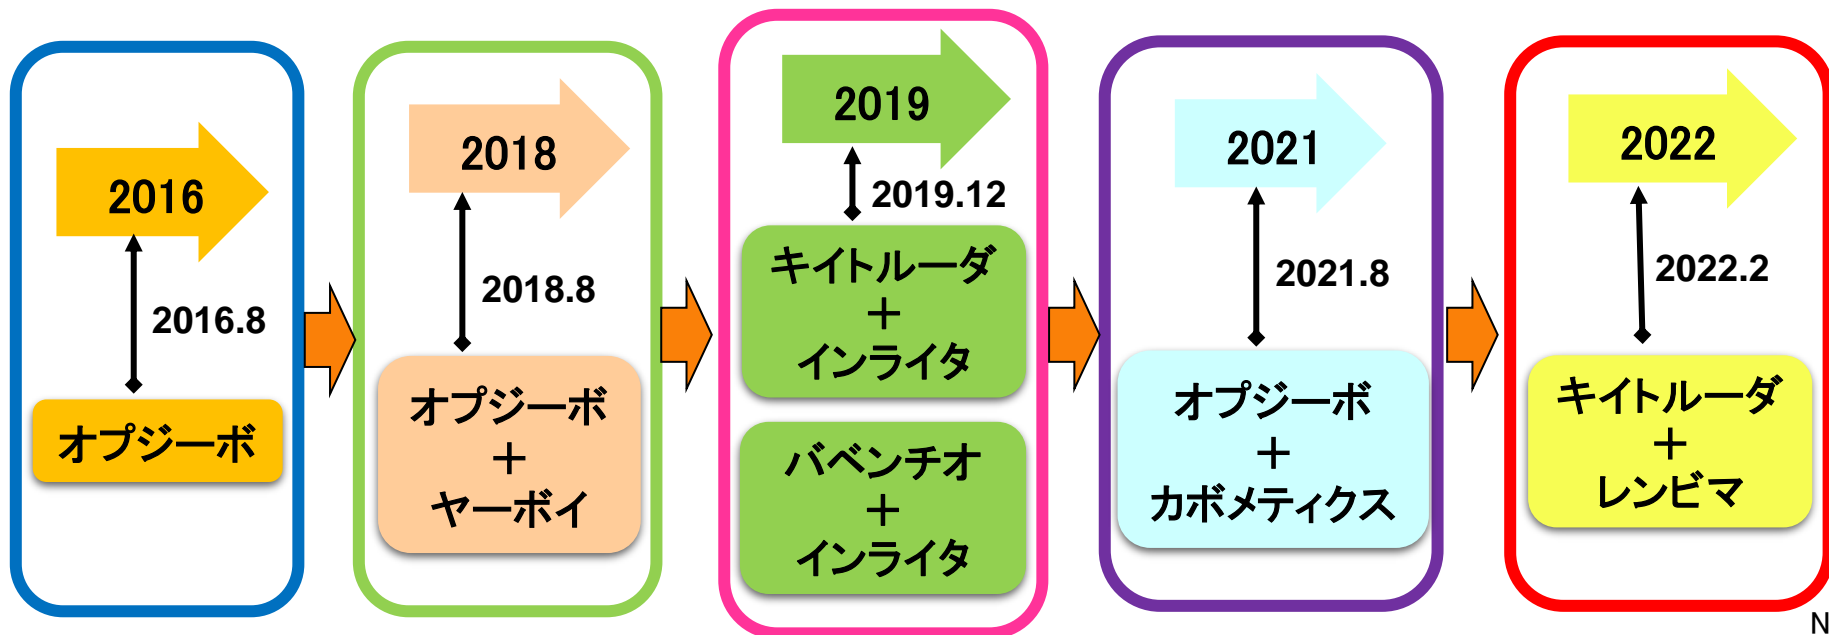 2016
2016.8
オプジーボ
2018
2018.8
オプジーボ
＋
ヤーボイ
2019
2019.12
キイトルーダ
＋
インライタ
バベンチオ
＋
インライタ
2021
2021.8
オプジーボ
＋
カボメティクス
2022
2022.2
キイトルーダ
＋
レンビマ
N